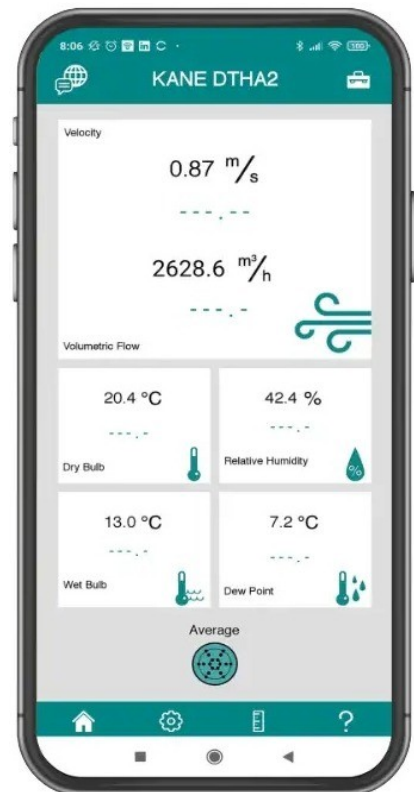 8:06
100
KANE DTHA2
Velocity
0.87 m/s
---.--
2628.6 m³/h
---.-
Volumetric Flow
20.4 °C
---.-
Dry Bulb
42.4 %
---.-
Relative Humidity
%
13.0 °C
---.-
Wet Bulb
7.2 °C
---.-
Dew Point
Average
?